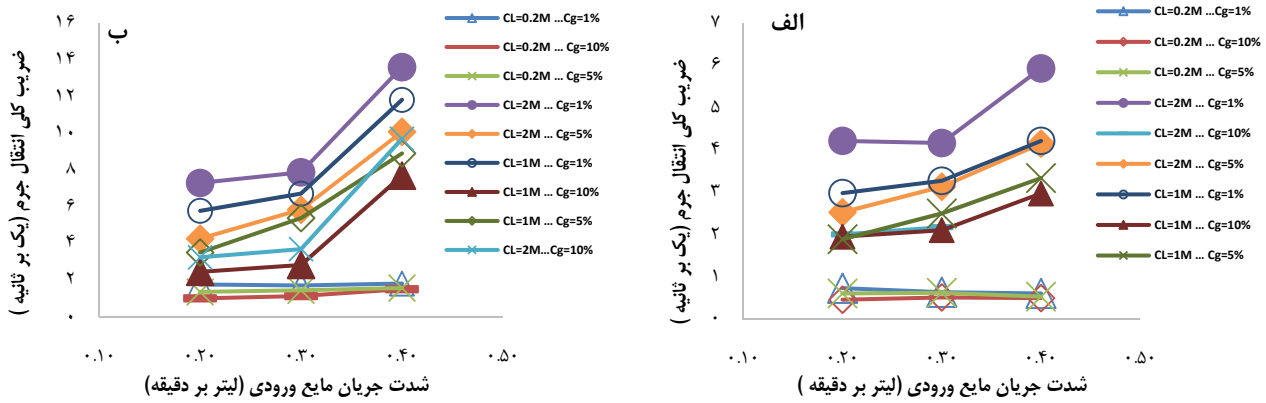 الف
ضریب کلی انتقال جرم (یک بر ثانیه )
۷
۶
۵
۴
۳
۲
۱
۰
۰.۱۰
۰.۲۰
۰.۳۰
۰.۴۰
۰.۵۰
شدت جریان مایع ورودی (لیتر بر دقیقه )
CL=0.2M ...Cg=1%
CL=0.2M ... Cg=10%
CL=0.2M ... Cg=5%
CL=2M ... Cg=1%
CL=2M ... Cg=10%
CL=2M ... Cg=5%
CL=1M ... Cg=1%
CL=1M ... Cg=10%
CL=1M ... Cg=5%
ب
ضریب کلی انتقال جرم (یک بر ثانیه )
۱۶
۱۴
۱۲
۱۰
۸
۶
۴
۲
۰
۰.۱۰
۰.۲۰
۰.۳۰
۰.۴۰
۰.۵۰
شدت جریان مایع ورودی (لیتر بر دقیقه)
CL=0.2M ... Cg=1%
CL=0.2M ... Cg=10%
CL=0.2M ... Cg=5%
CL=2M ... Cg=1%
CL=2M ... Cg=5%
CL=1M ... Cg=1%
CL=1M ... Cg=10%
CL=1M ... Cg=5%
CL=2M...Cg=10%